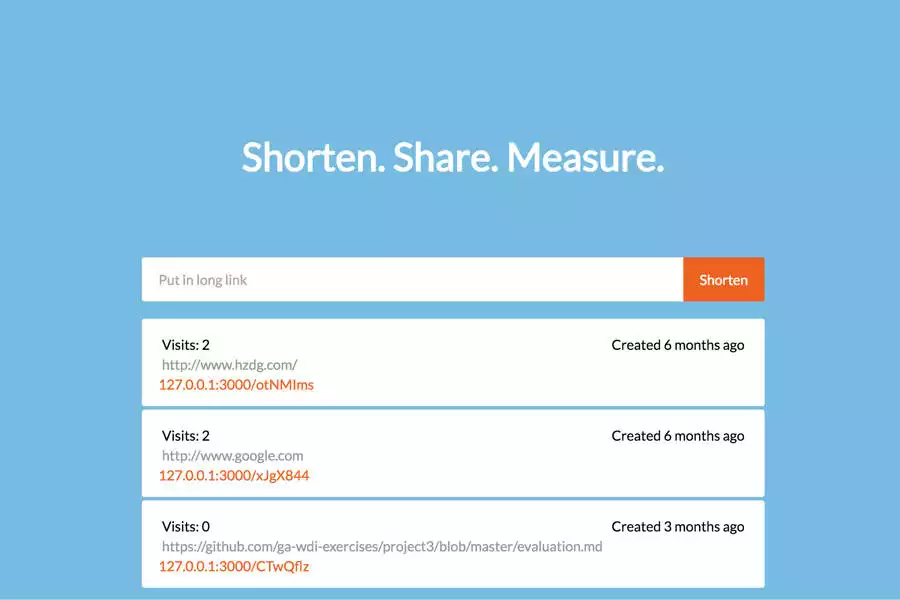 Shorten. Share. Measure.
Put in long link
Shorten
Visits: 2
Created 6 months ago
http://www.hzdg.com/
127.0.0.1:3000/otNMIms
Visits: 2
Created 6 months ago
http://www.google.com
127.0.0.1:3000/xJgX844
Visits: 0
Created 3 months ago
https://github.com/ga-wdi-exercises/project3/blob/master/evaluation.md
127.0.0.1:3000/CTwQflz